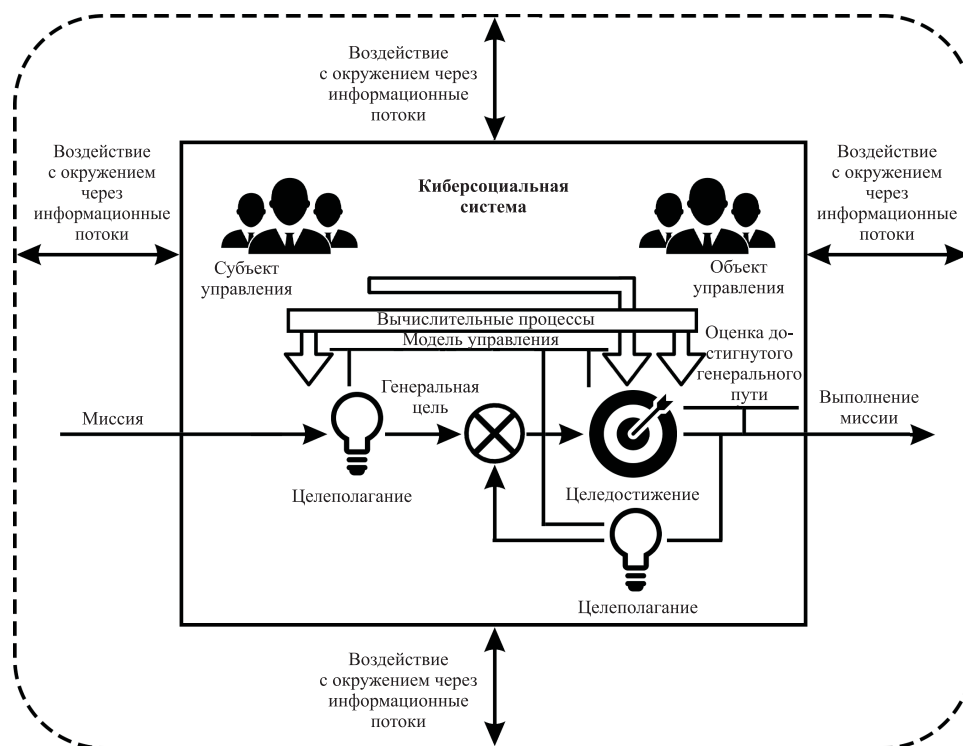 Воздействие
с окружением через
информационные
потоки
Воздействие
с окружением
через
информационные
потоки
Киберсоциальная
система
Воздействие
с окружением
через
информационные
потоки
Субъект
управления
Объект
управления
Вычислительные процессы
Модель управления
Оценка до-
стигнутого
генерального
пути
Миссия
Генеральная
цель
Выполнение
миссии
Целеполагание
Целедостижение
Целеполагание
Воздействие
с окружением через
информационные
потоки